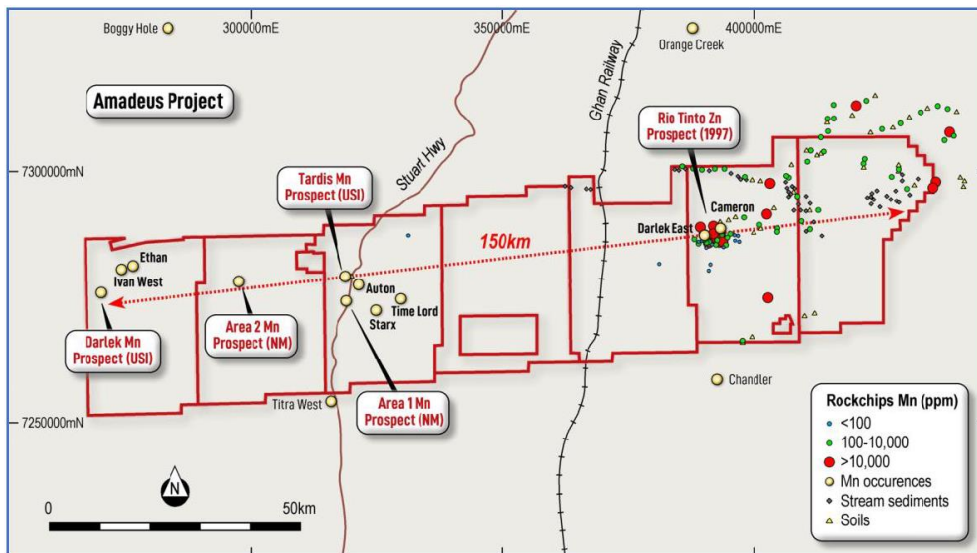 Boggy Hole
300000mE
350000mE
400000mE
Orange Creek
Amadeus Project
Stuart Hwy
Ghan Railway
Rio Tinto Zn
Prospect (1997)
7300000mN
Tardis Mn
Prospect (USI)
Cameron
Darlek East
150km
Ethan
Ivan West
Auton
Time Lord
Starx
Darlek Mn
Prospect (USI)
Area 2 Mn
Prospect (NM)
Area 1 Nn
Prospect (NM)
Titra West
Chandler
7250000mN
N
0
50km
Rockchips Mn (ppm)
<100
100-10,000
>10,000
Mn occurences
Stream sediments
Soils